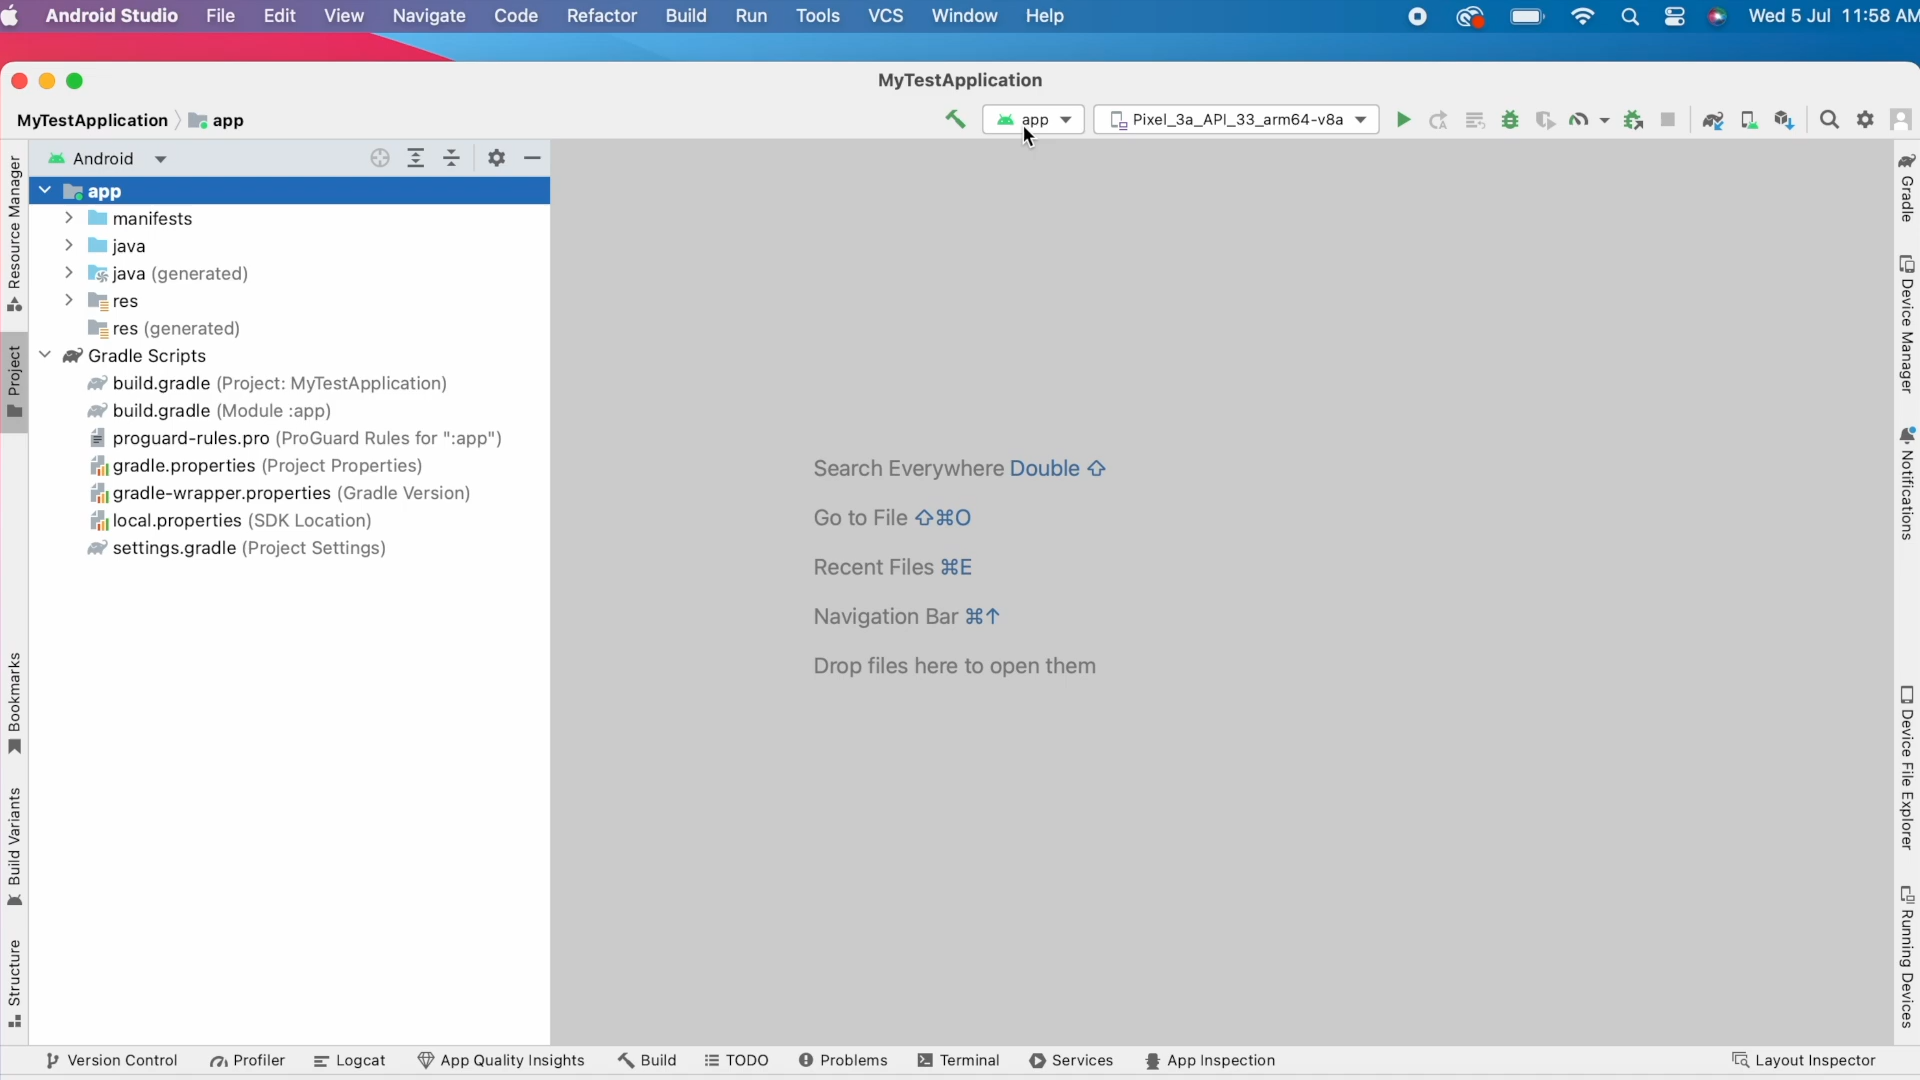 Android Studio File Edit View Navigate Code Refactor Build Run Tools VCS Window Help Wed 5 Jul 11:58 AM
MyTestApplication
MyTestApplication app
app Pixel_3a_API_33_arm64-v8a
Android
app
manifests
java
java (generated)
res
res (generated)
Gradle Scripts
build.gradle (Project: MyTestApplication)
build.gradle (Module :app)
proguard-rules.pro (ProGuard Rules for ":app")
gradle.properties (Project Properties)
gradle-wrapper.properties (Gradle Version)
local.properties (SDK Location)
settings.gradle (Project Settings)
Resource Manager
Project
Bookmarks
Build Variants
Structure
Search Everywhere Double ⇧
Go to File ⇧⌘O
Recent Files ⌘E
Navigation Bar ⌘↑
Drop files here to open them
Gradle
Device Manager
Notifications
Device File Explorer
Running Devices
Version Control Profiler Logcat App Quality Insights Build TODO Problems Terminal Services App Inspection Layout Inspector